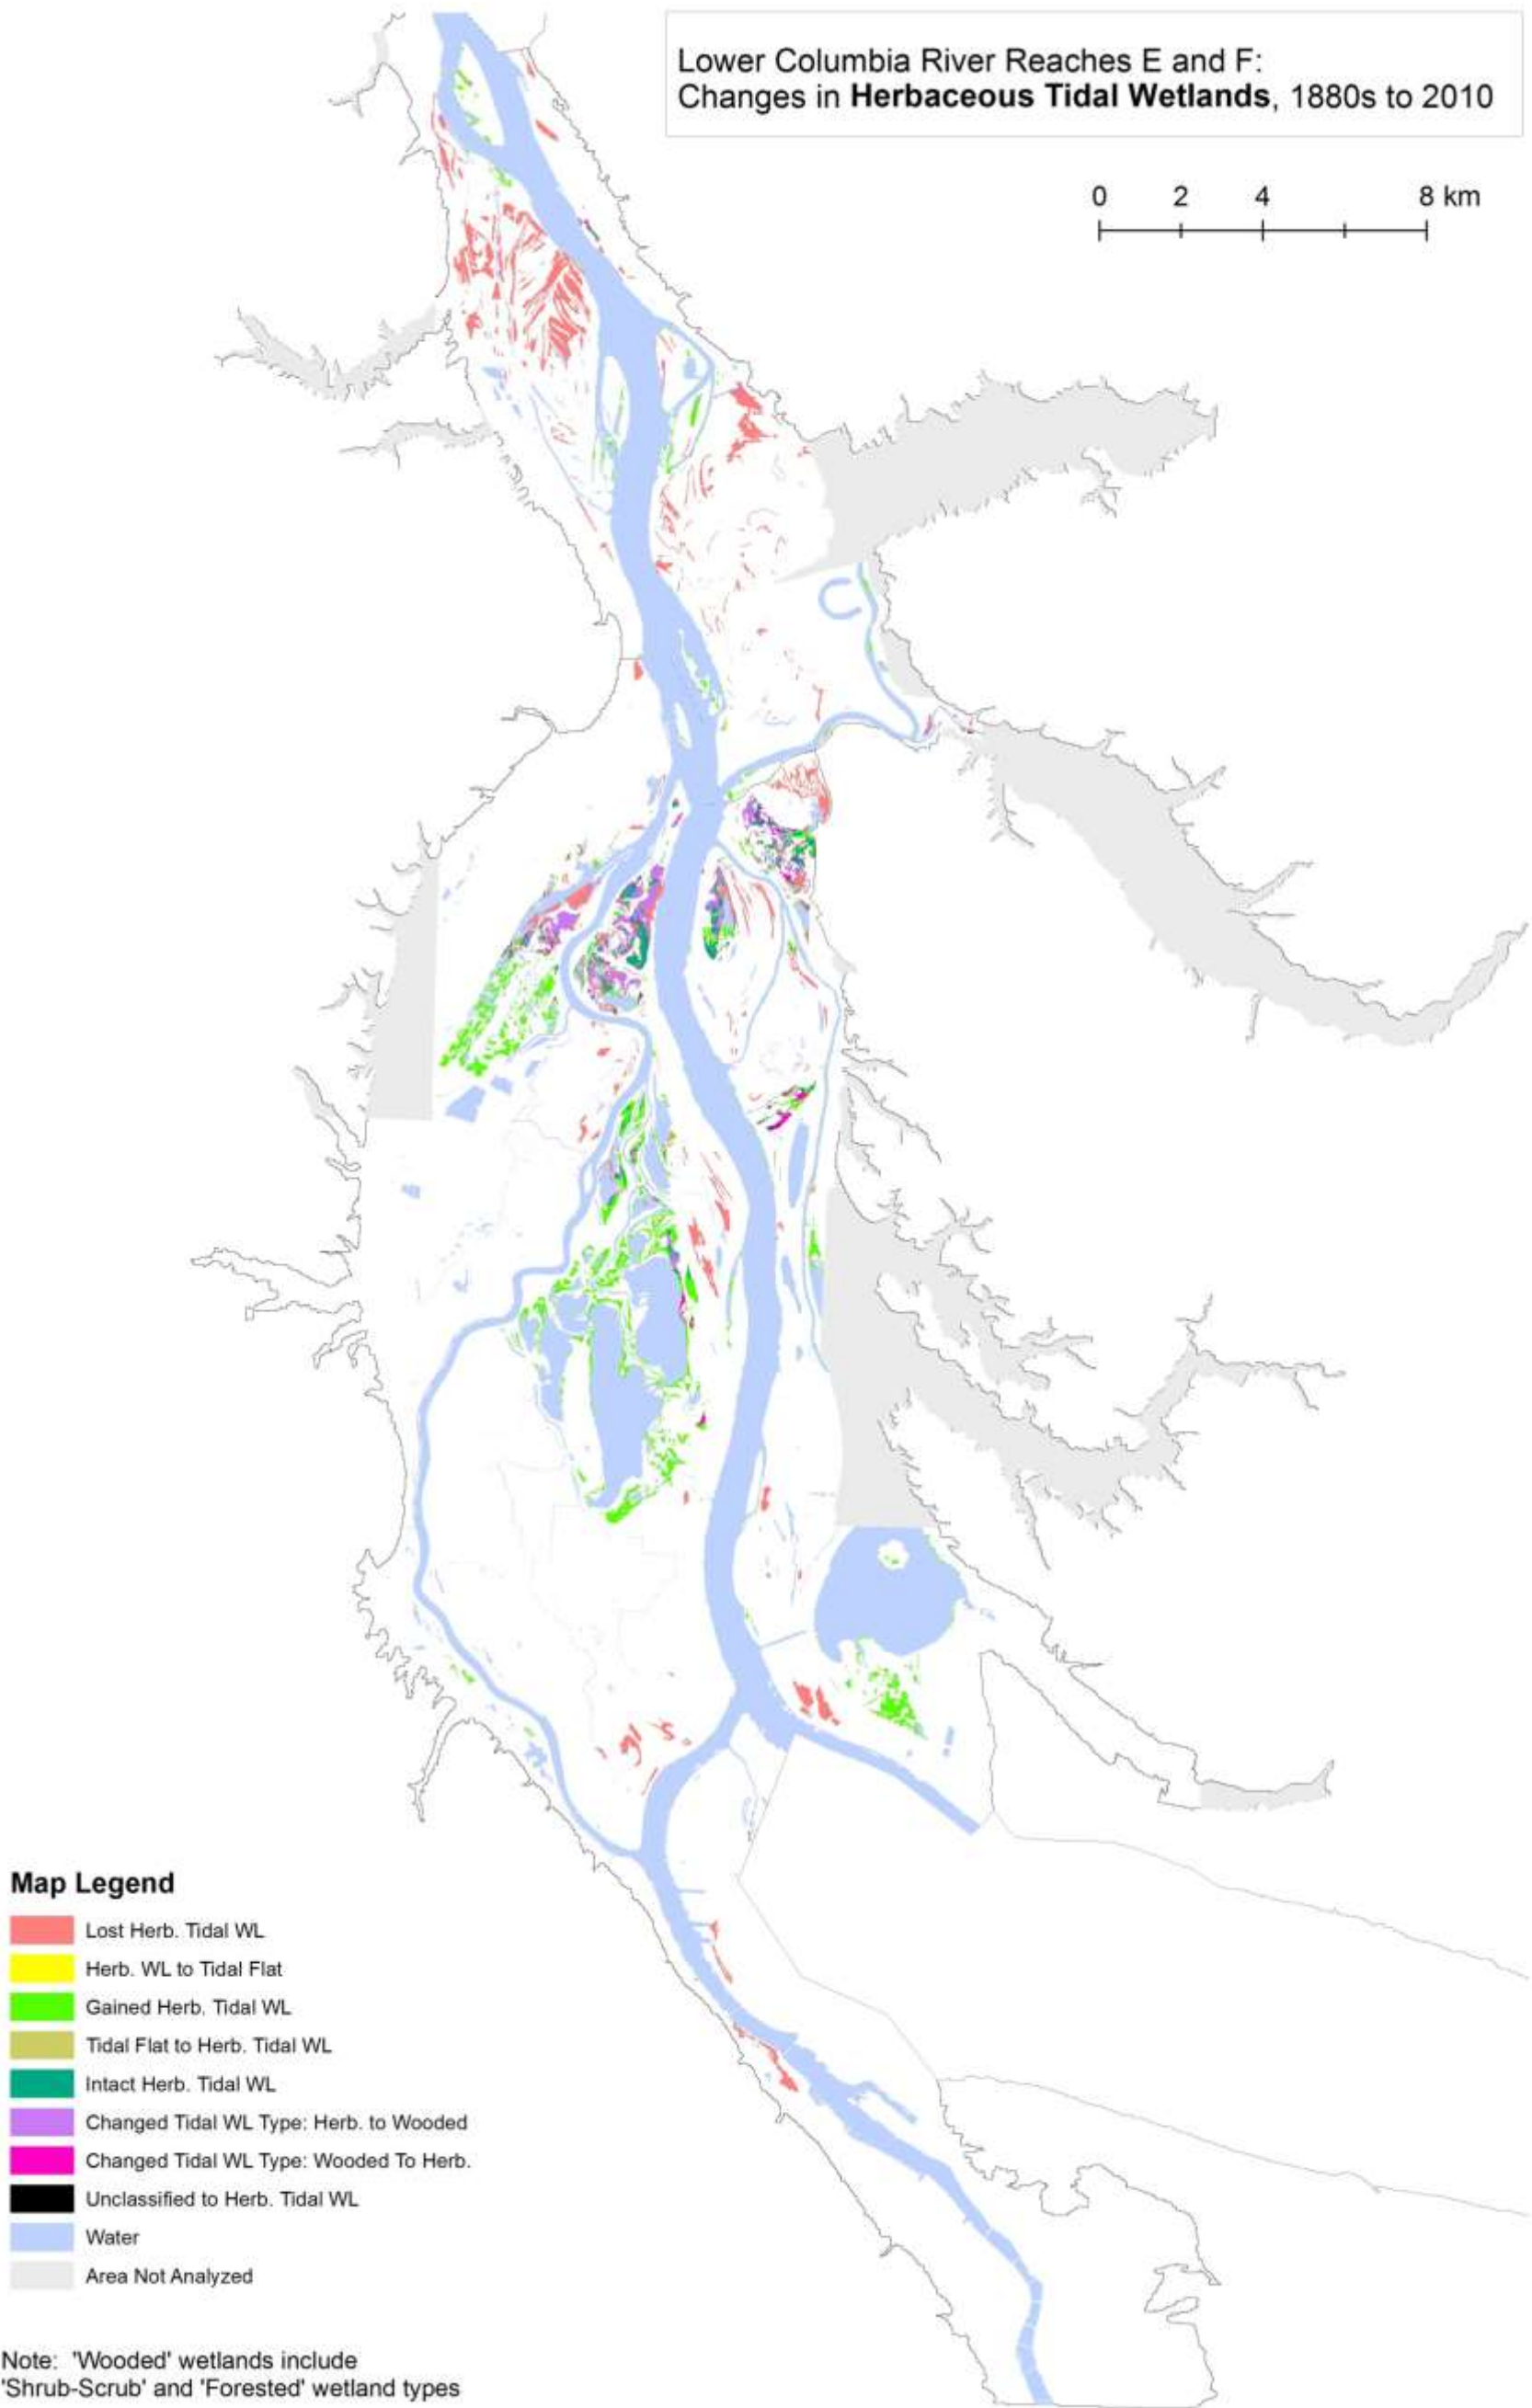 Lower Columbia River Reaches E and F:
Changes in Herbaceous Tidal Wetlands, 1880s to 2010
0 2 4 8 km
Map Legend
Lost Herb. Tidal WL
Herb. WL to Tidal Flat
Gained Herb. Tidal WL
Tidal Flat to Herb. Tidal WL
Intact Herb. Tidal WL
Changed Tidal WL Type: Herb. to Wooded
Changed Tidal WL Type: Wooded To Herb.
Unclassified to Herb. Tidal WL
Water
Area Not Analyzed
Note: 'Wooded' wetlands include
'Shrub-Scrub' and 'Forested' wetland types